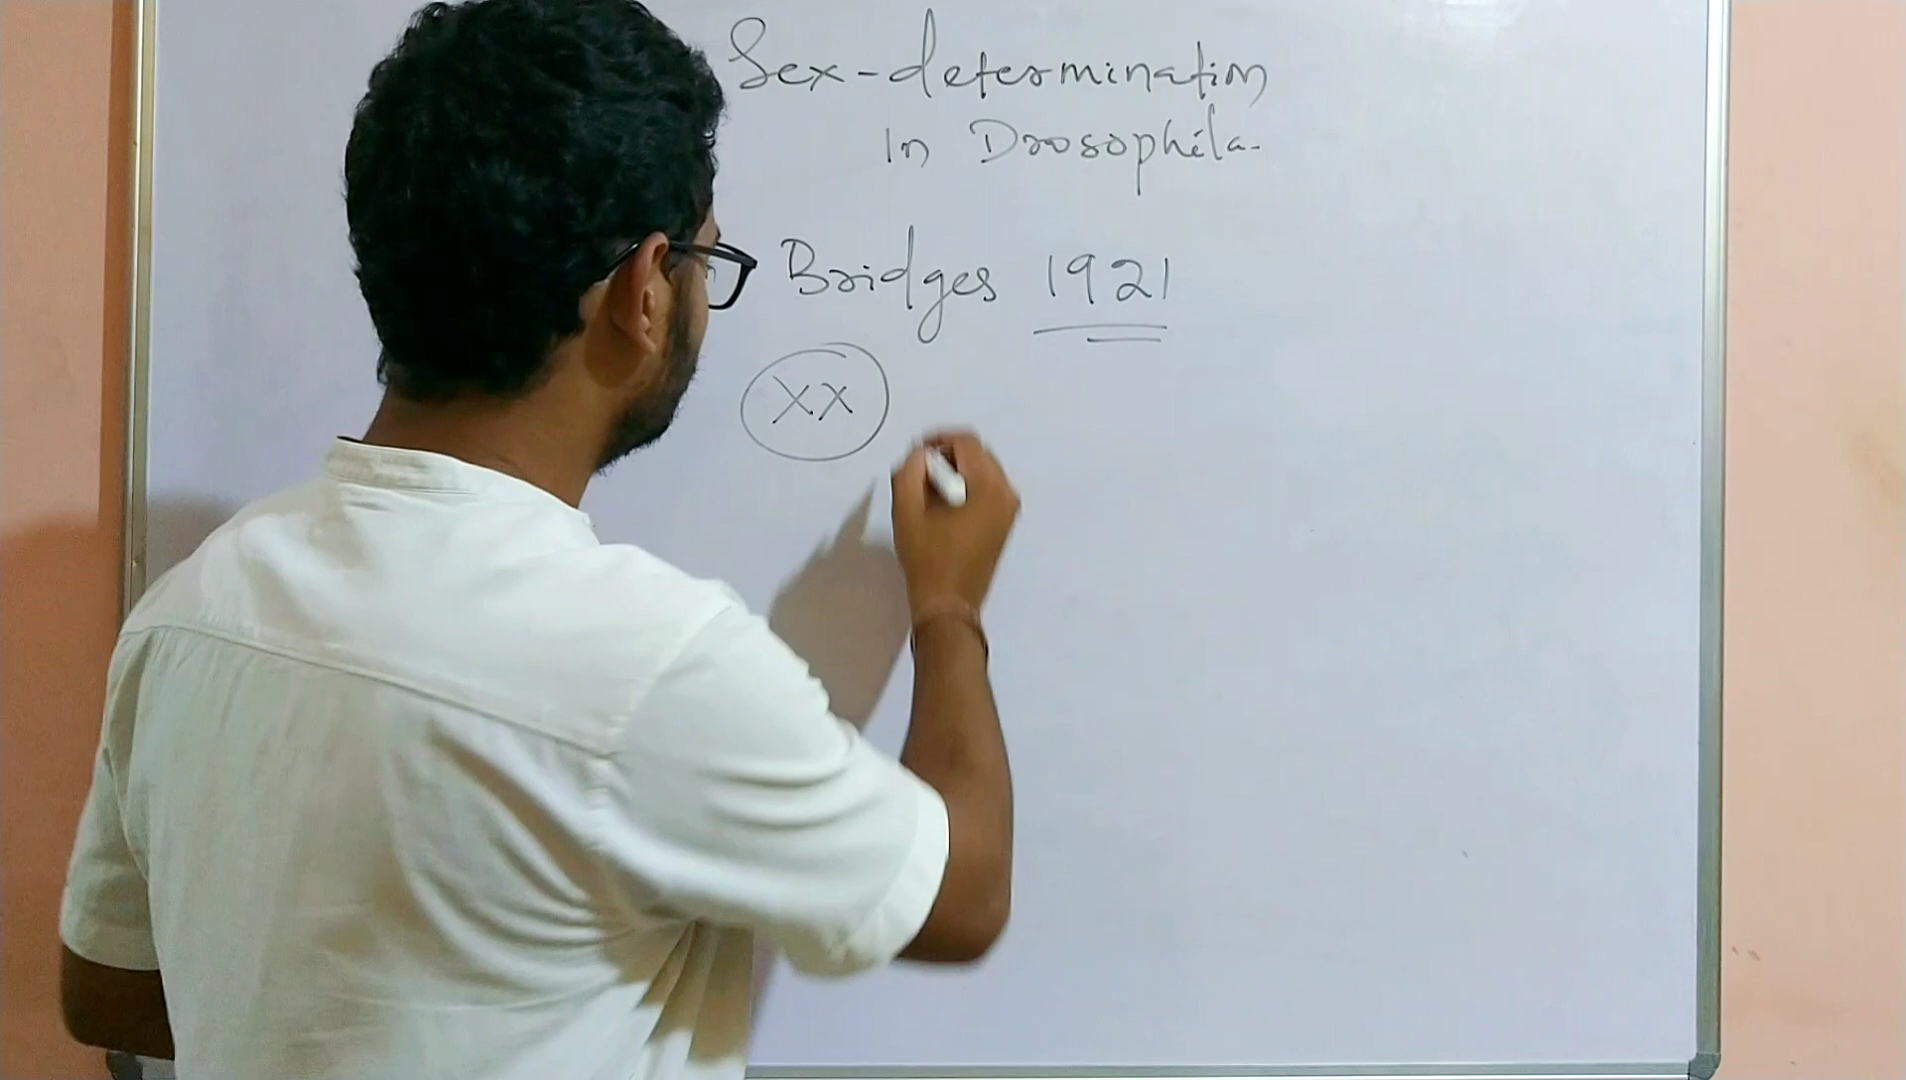 Sex-determination
In Drosophila-
Bridges 1921
XX